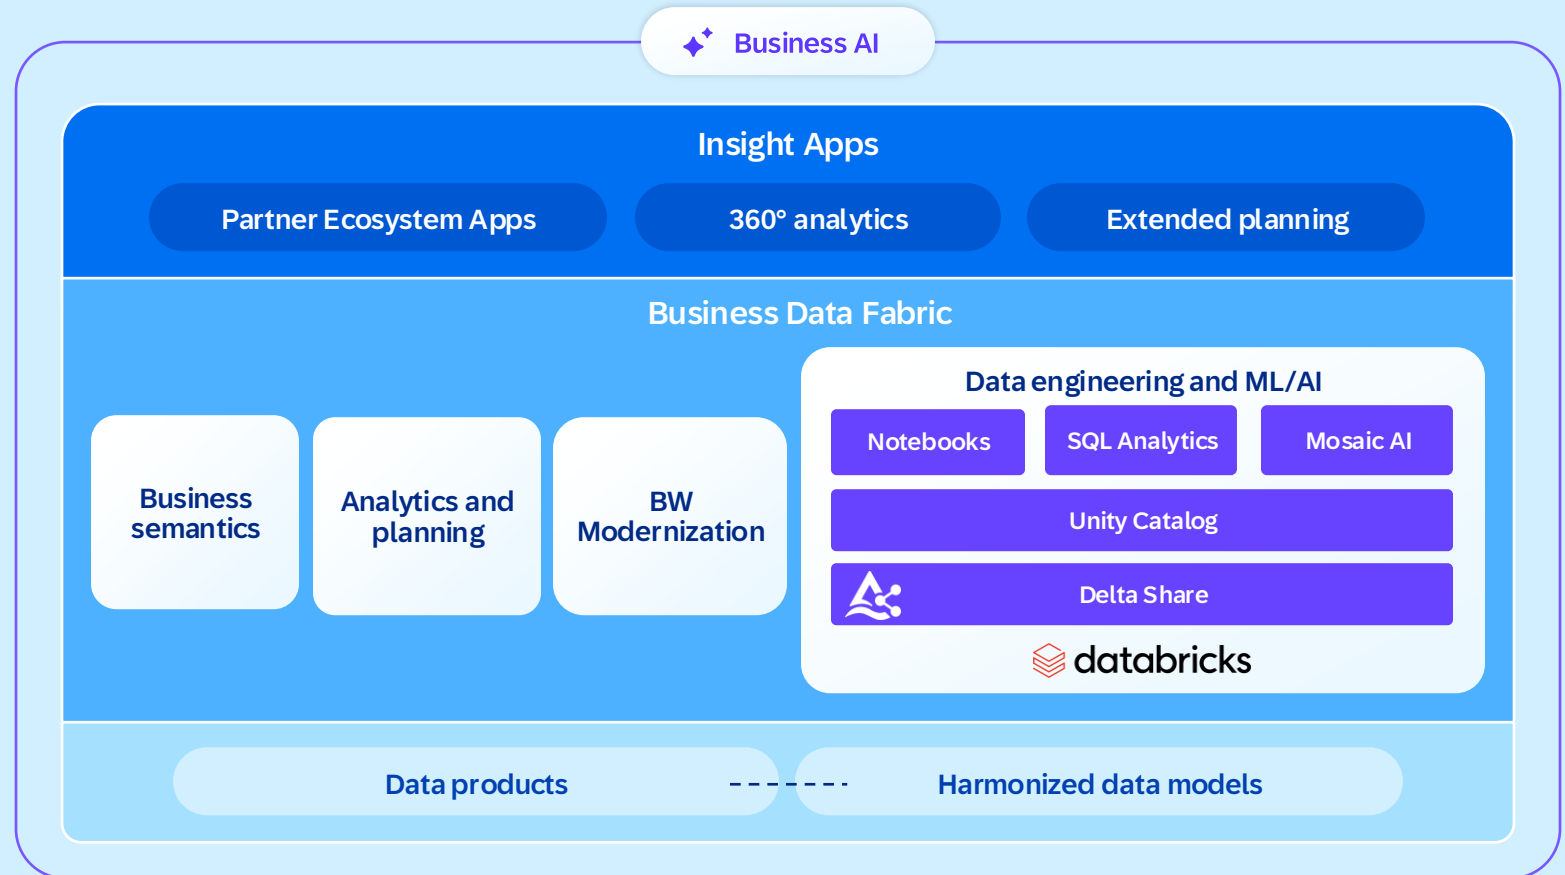 Business AI
Insight Apps
Partner Ecosystem Apps
360° analytics
Extended planning
Business Data Fabric
Business
semantics
Analytics and
planning
BW
Modernization
Data engineering and ML/AI
Notebooks
SQL Analytics
Mosaic AI
Unity Catalog
Delta Share
databricks
Data products
Harmonized data models